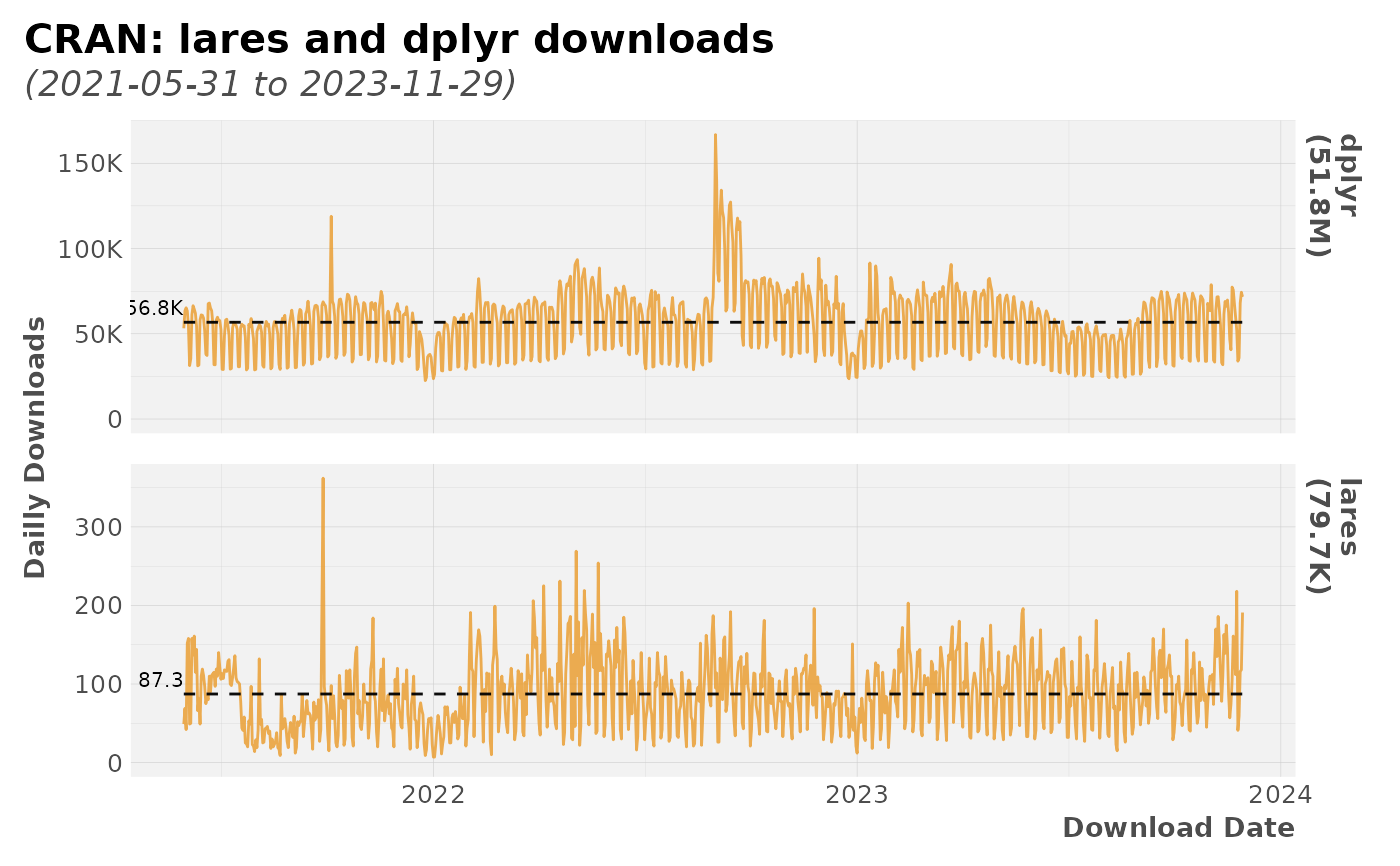 CRAN: lares and dplyr downloads
(2021-05-31 to 2023-11-29)
Dailly Downloads
150K
100K
50K
0
56.8K
dplyr
(51.8M)
300
200
100
0
87.3
lares
(79.7K)
2022
2023
2024
Download Date